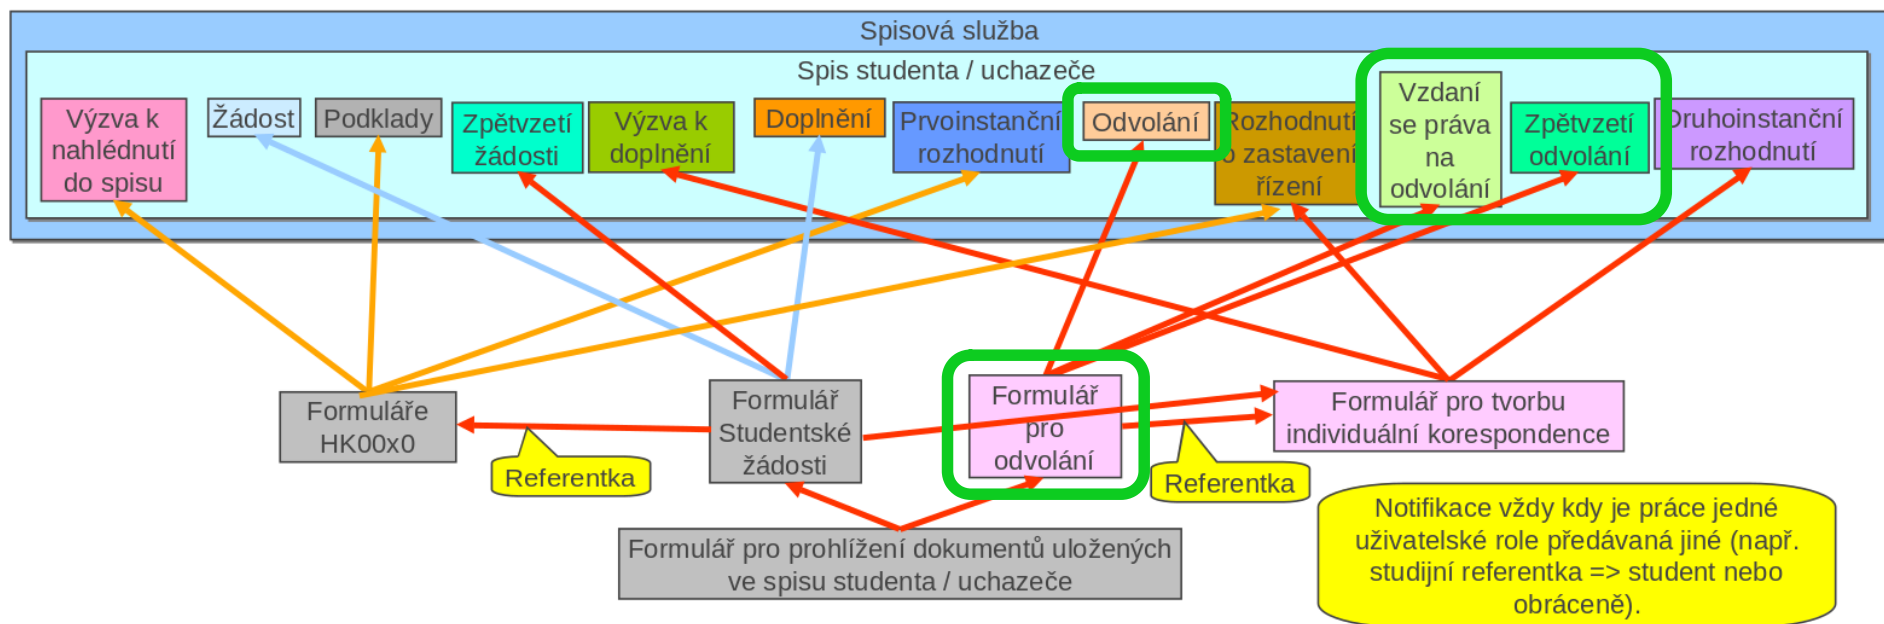 Spisová služba
Spis studenta / uchazeče
Výzva k
nahlédnutí
do spisu
Žádost
Podklady
Zpětvzetí
žádosti
Výzva k
doplnění
Doplnění
Prvoinstanční
rozhodnutí
Odvolání
Rozhodnutí
o zastavení
řízení
Vzdaní
se práva
na
odvolání
Zpětvzetí
odvolání
Druhoinstanční
rozhodnutí
Formuláře
HK00x0
Referentka
Formulář
Studentské
žádosti
Formulář
pro
odvolání
Referentka
Formulář pro tvorbu
individuální korespondence
Formulář pro prohlížení dokumentů uložených
ve spisu studenta / uchazeče
Notifikace vždy kdy je práce jedné
uživatelské role předávaná jiné (např.
studijní referentka => student nebo
obráceně).